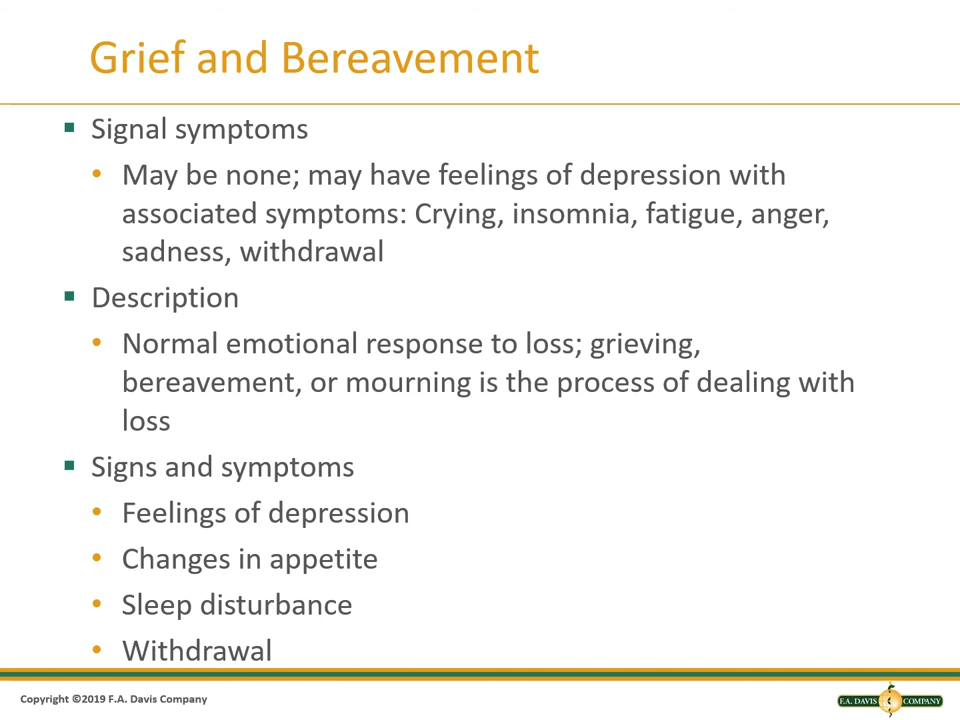 Grief and Bereavement
▪ Signal symptoms
• May be none; may have feelings of depression with
associated symptoms: Crying, insomnia, fatigue, anger,
sadness, withdrawal
▪ Description
• Normal emotional response to loss; grieving,
bereavement, or mourning is the process of dealing with
loss
▪ Signs and symptoms
• Feelings of depression
• Changes in appetite
• Sleep disturbance
• Withdrawal
Copyright ©2019 F.A. Davis Company
F.A. DAVIS COMPANY